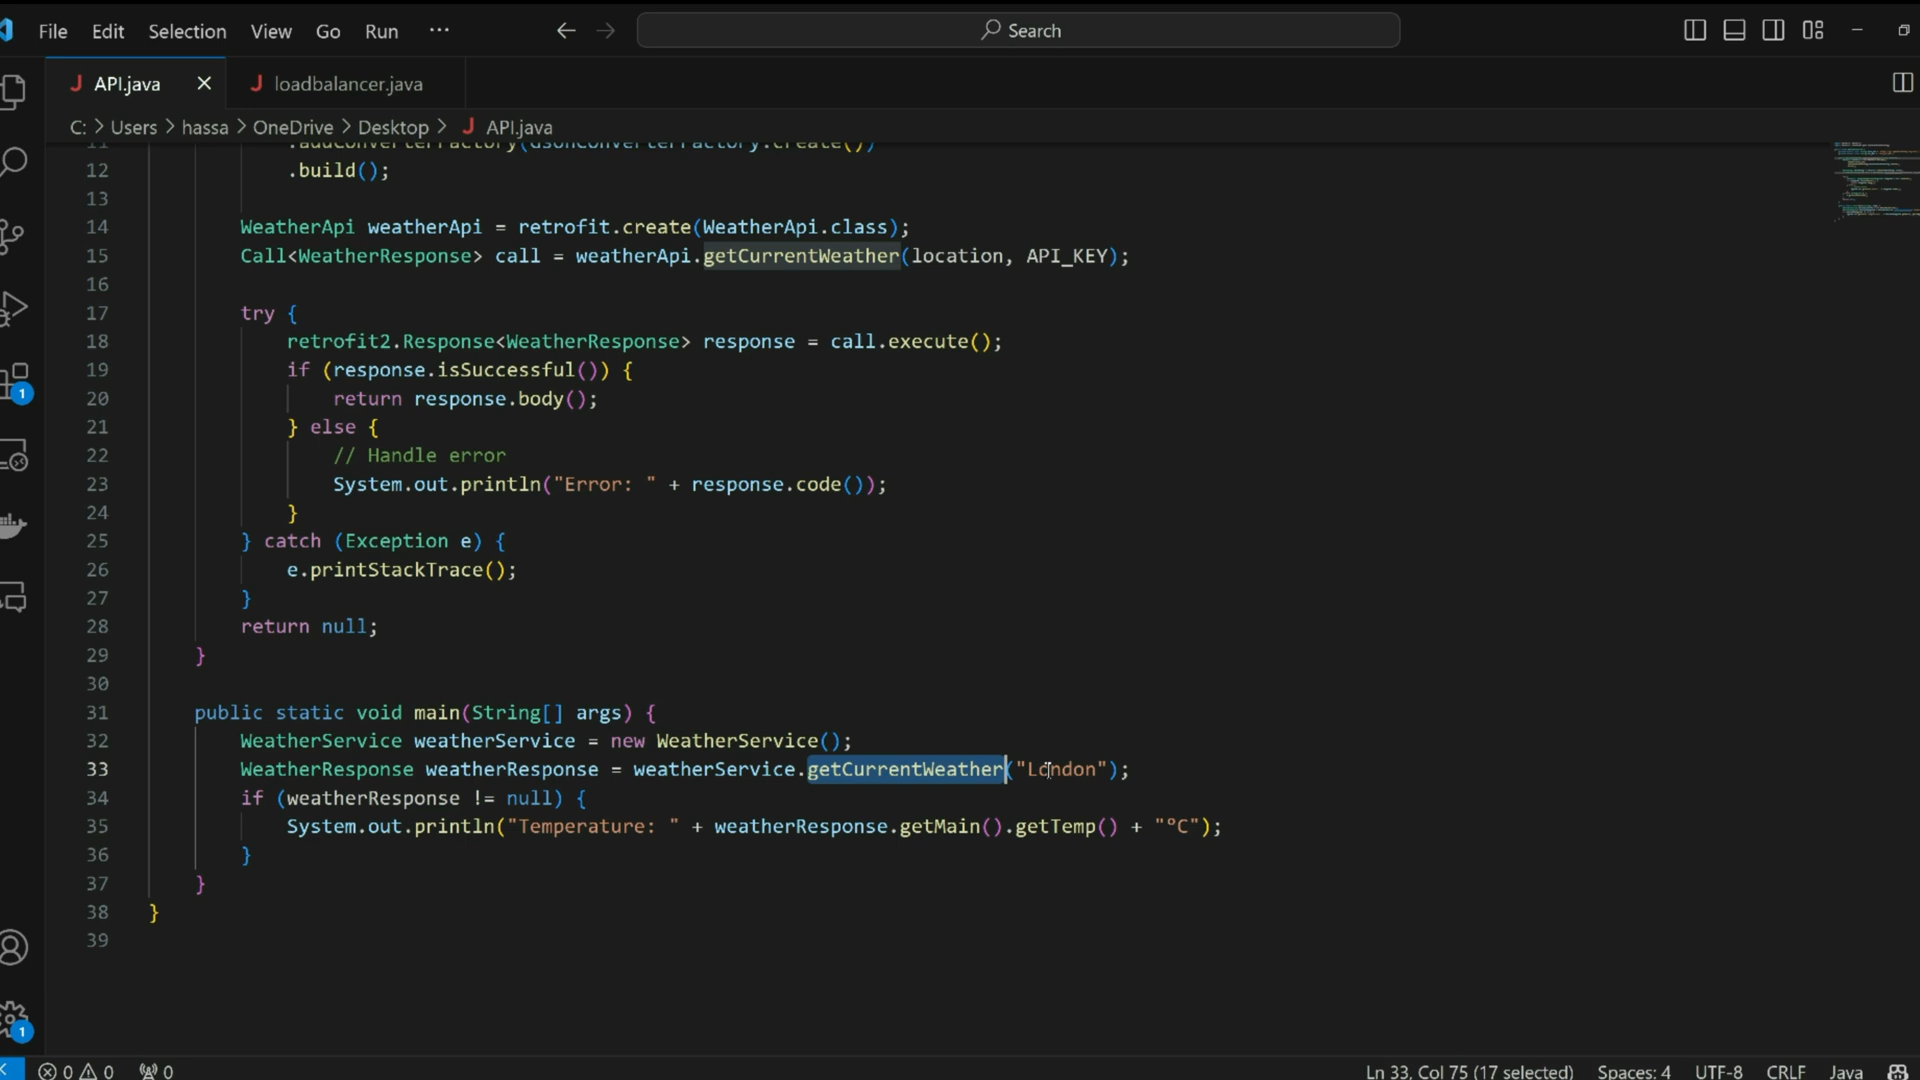 File Edit Selection View Go Run ··· Search
API.java loadbalancer.java
C: > Users > hassa > OneDrive > Desktop > API.java
11 .addConverterFactory(GsonConverterFactory.create())
12 .build();
13
14 WeatherApi weatherApi = retrofit.create(WeatherApi.class);
15 Call<WeatherResponse> call = weatherApi.getCurrentWeather(location, API_KEY);
16
17 try {
18 retrofit2.Response<WeatherResponse> response = call.execute();
19 if (response.isSuccessful()) {
20 return response.body();
21 } else {
22 // Handle error
23 System.out.println("Error: " + response.code());
24 }
25 } catch (Exception e) {
26 e.printStackTrace();
27 }
28 return null;
29 }
30
31 public static void main(String[] args) {
32 WeatherService weatherService = new WeatherService();
33 WeatherResponse weatherResponse = weatherService.getCurrentWeather("London");
34 if (weatherResponse != null) {
35 System.out.println("Temperature: " + weatherResponse.getMain().getTemp() + "°C");
36 }
37 }
38 }
39
1
1
0 0 0 Ln 33, Col 75 (17 selected) Spaces: 4 UTF-8 CRLF Java